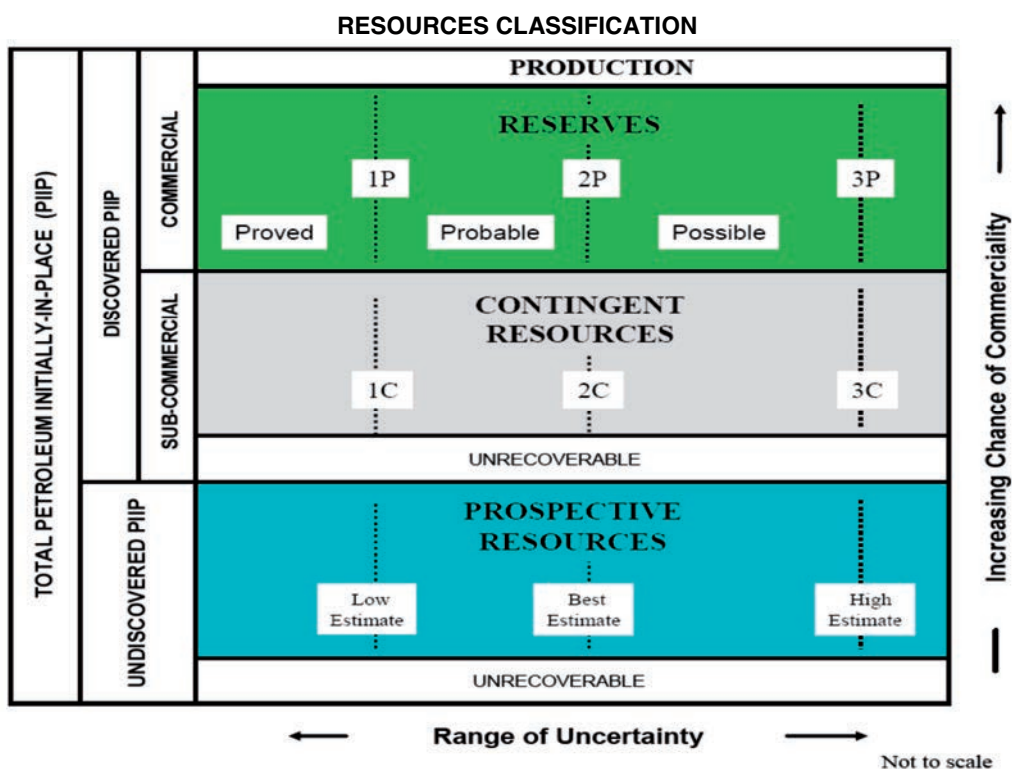 RESOURCES CLASSIFICATION
TOTAL PETROLEUM INITIALLY-IN-PLACE (PIIP)
DISCOVERED PIIP
COMMERCIAL
PRODUCTION
RESERVES
1P
2P
3P
Proved
Probable
Possible
SUB-COMMERCIAL
CONTINGENT
RESOURCES
1C
2C
3C
UNRECOVERABLE
UNDISCOVERED PIIP
PROSPECTIVE
RESOURCES
Low
Estimate
Best
Estimate
High
Estimate
UNRECOVERABLE
Increasing Chance of Commerciality
Range of Uncertainty
Not to scale